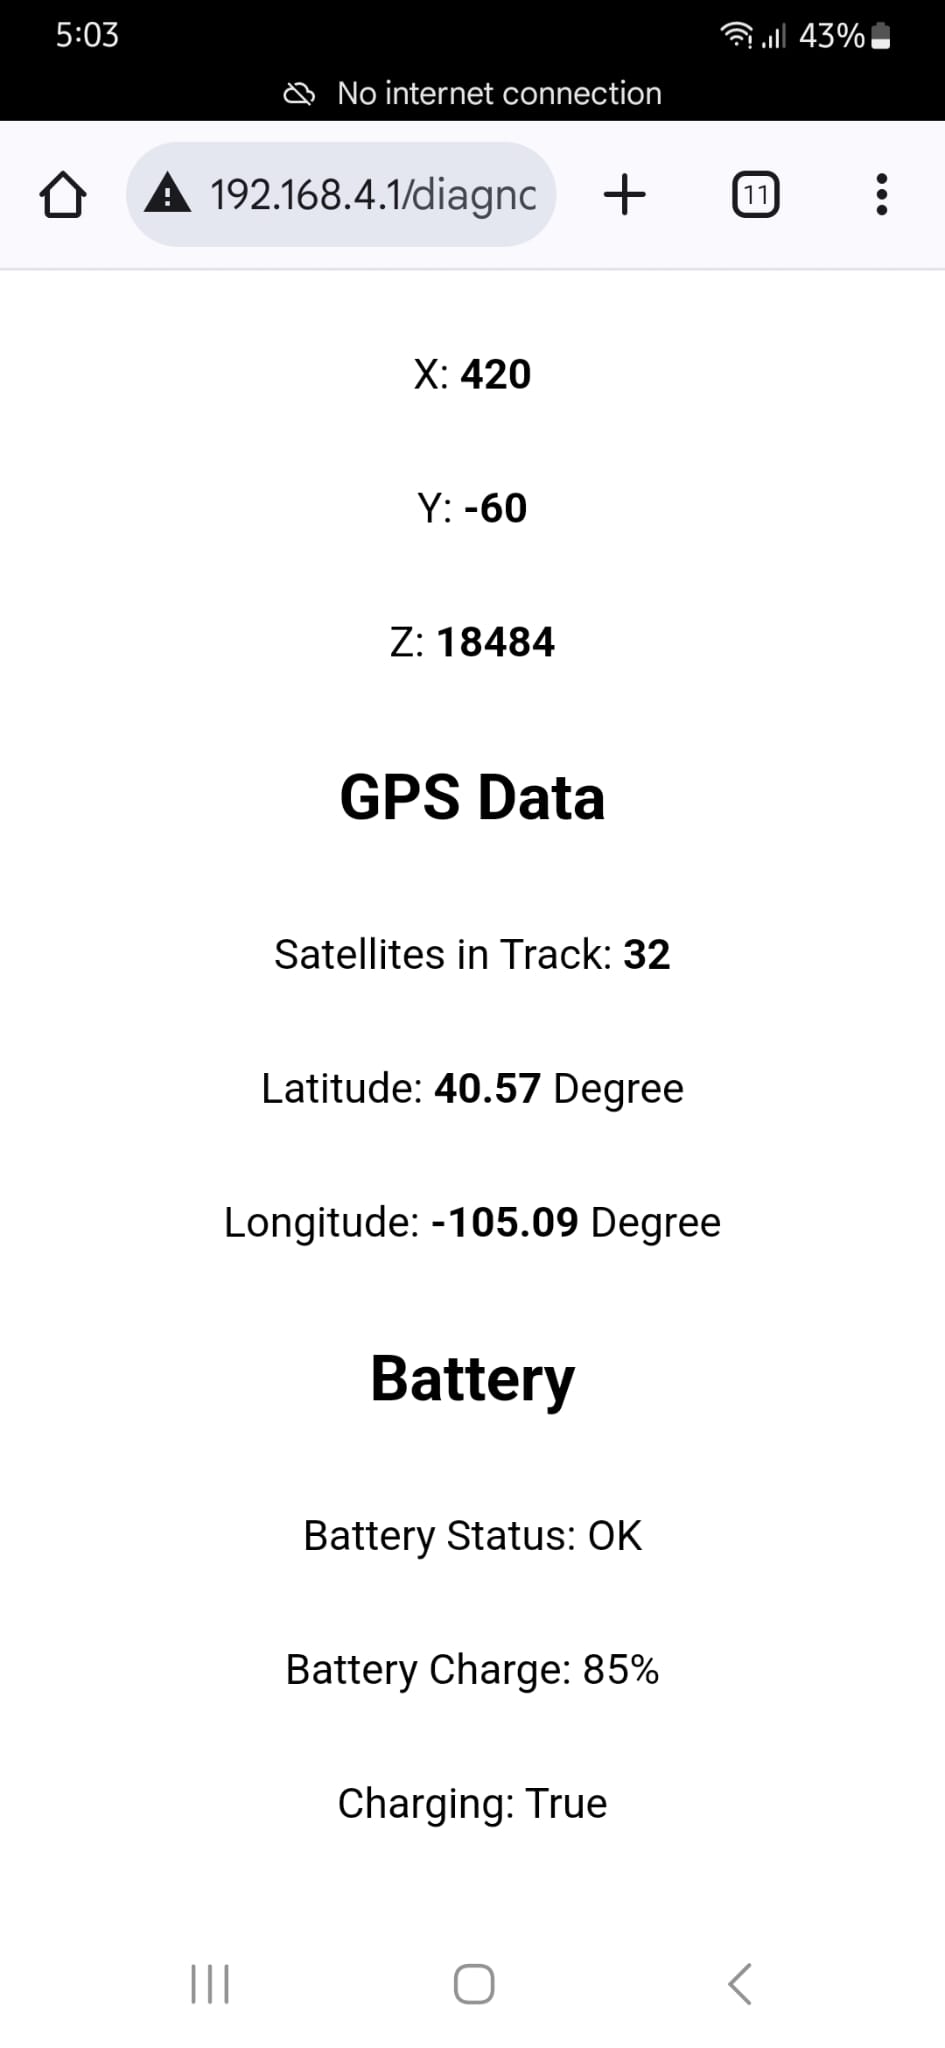 5:03
43%
No internet connection
192.168.4.1/diagnc
11
X: 420
Y: -60
Z: 18484
GPS Data
Satellites in Track: 32
Latitude: 40.57 Degree
Longitude: -105.09 Degree
Battery
Battery Status: OK
Battery Charge: 85%
Charging: True